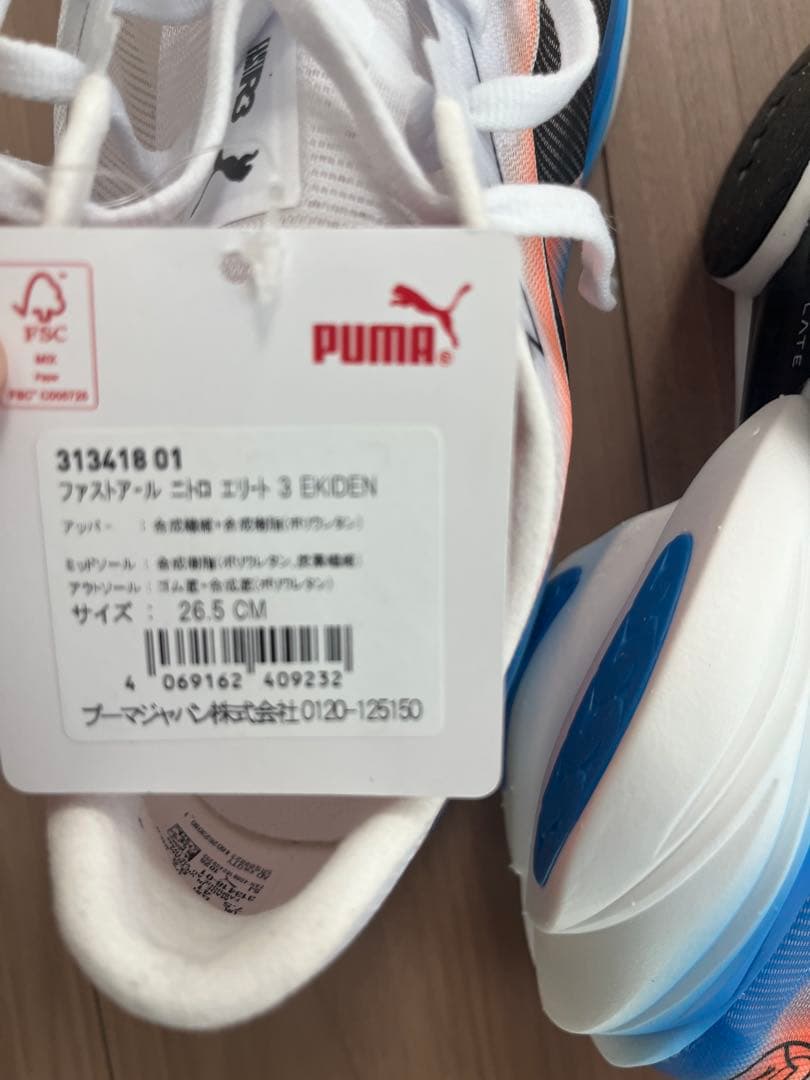 FSC
MIX
Paper
PUMA®
313418 01
ファストアール ニトロ エリート 3 EKIDEN
アッパー : 合成繊維・合成樹脂(ポリウレタン)
ミッドソール : 合成樹脂(ポリウレタン、炭素繊維)
アウトソール : ゴム底・合成底(ポリウレタン)
サイズ : 26.5 CM
4 069162 409232
プーマジャパン株式会社0120-125150
LATE